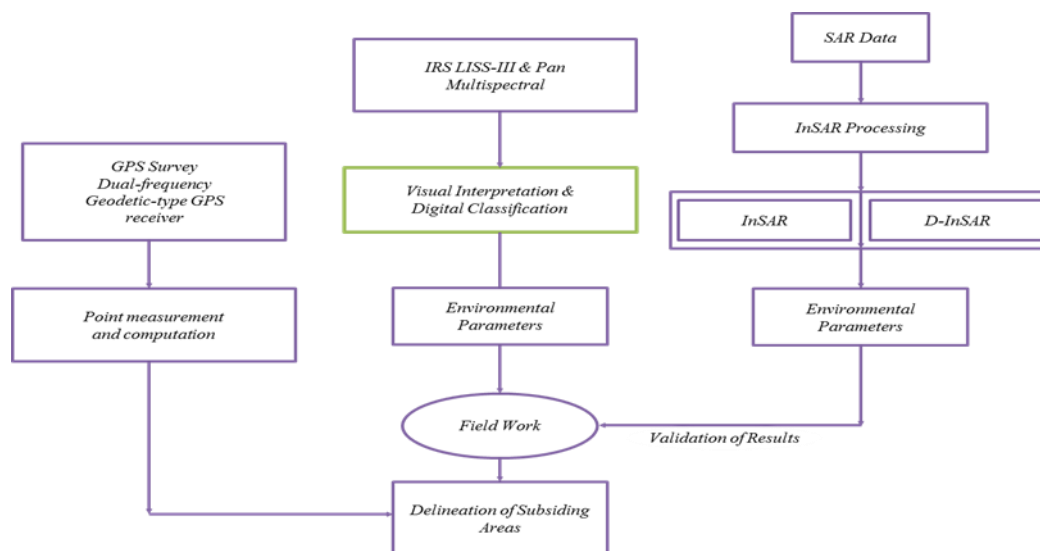 SAR Data
IRS LISS-III & Pan
Multispectral
InSAR Processing
GPS Survey
Dual-frequency
Geodetic-type GPS
receiver
Visual Interpretation &
Digital Classification
InSAR
D-InSAR
Point measurement
and computation
Environmental
Parameters
Environmental
Parameters
Field Work
Validation of Results
Delineation of Subsiding
Areas